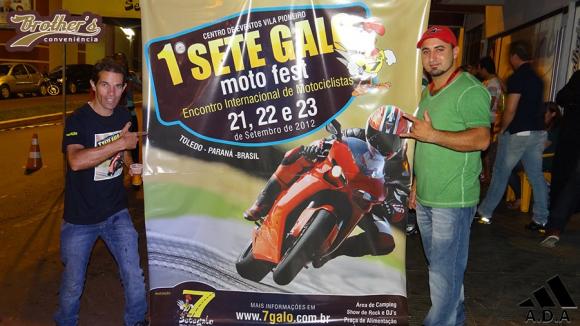 Brother's
conveniência
CENTRO DE EVENTOS VILA PIONEIRO
1º SETE GALO
moto fest
Encontro Internacional de Motociclistas
21, 22 e 23
de Setembro de 2012
TOLEDO - PARANÁ - BRASIL
7
Setegalo
MAIS INFORMAÇÕES EM
www.7galo.com.br
Área de Camping
Show de Rock e DJ's
Praça de Alimentação
A.D.A